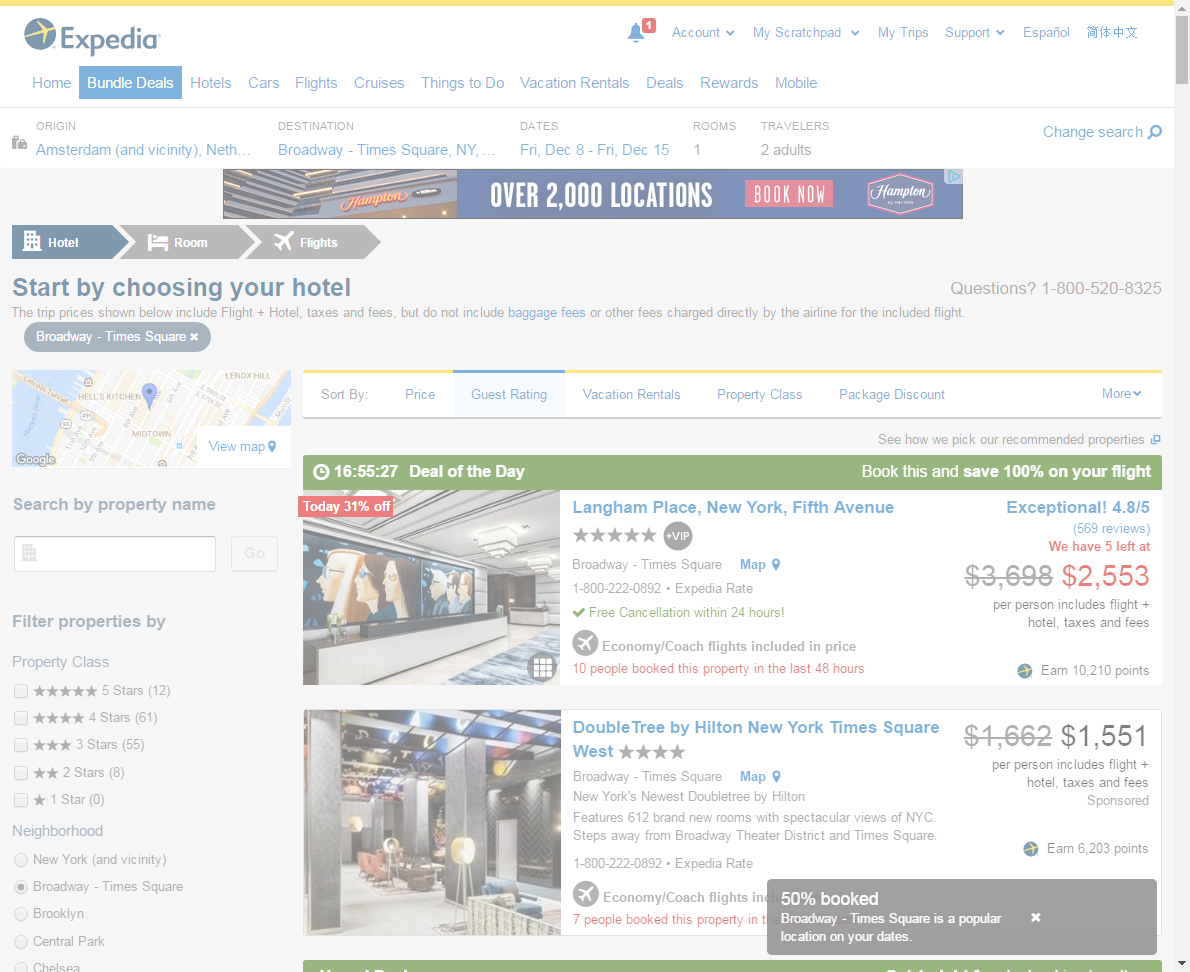 Expedia
1
Account
My Scratchpad
My Trips
Support
Español
简体中文
Home
Bundle Deals
Hotels
Cars
Flights
Cruises
Things to Do
Vacation Rentals
Deals
Rewards
Mobile
ORIGIN
DESTINATION
DATES
ROOMS
TRAVELERS
Amsterdam (and vicinity), Neth...
Broadway - Times Square, NY, ...
Fri, Dec 8 - Fri, Dec 15
1
2 adults
Change search
Hampton
OVER 2,000 LOCATIONS
BOOK NOW
Hampton
by HILTON
Hotel
Room
Flights
Start by choosing your hotel
Questions? 1-800-520-8325
The trip prices shown below include Flight + Hotel, taxes and fees, but do not include baggage fees or other fees charged directly by the airline for the included flight.
Broadway - Times Square ×
Lincoln Tunnel
LENOX HILL
HELL'S KITCHEN
MIDTOWN
Google
View map
Sort By:
Price
Guest Rating
Vacation Rentals
Property Class
Package Discount
More
See how we pick our recommended properties
Search by property name
Go
Filter properties by
Property Class
★★★★★ 5 Stars (12)
★★★★ 4 Stars (61)
★★★ 3 Stars (55)
★★ 2 Stars (8)
★ 1 Star (0)
Neighborhood
New York (and vicinity)
Broadway - Times Square
Brooklyn
Central Park
Chelsea
16:55:27 Deal of the Day
Book this and save 100% on your flight
Today 31% off
Langham Place, New York, Fifth Avenue
★★★★★ +VIP
Broadway - Times Square Map
1-800-222-0892 • Expedia Rate
Free Cancellation within 24 hours!
Economy/Coach flights included in price
10 people booked this property in the last 48 hours
Exceptional! 4.8/5
(569 reviews)
We have 5 left at
$3,698 $2,553
per person includes flight +
hotel, taxes and fees
Earn 10,210 points
DoubleTree by Hilton New York Times Square
West ★★★★
Broadway - Times Square Map
New York's Newest Doubletree by Hilton
Features 612 brand new rooms with spectacular views of NYC.
Steps away from Broadway Theater District and Times Square.
1-800-222-0892 • Expedia Rate
Economy/Coach flights inc
7 people booked this property in the
$1,662 $1,551
per person includes flight +
hotel, taxes and fees
Sponsored
Earn 6,203 points
50% booked
Broadway - Times Square is a popular
location on your dates.